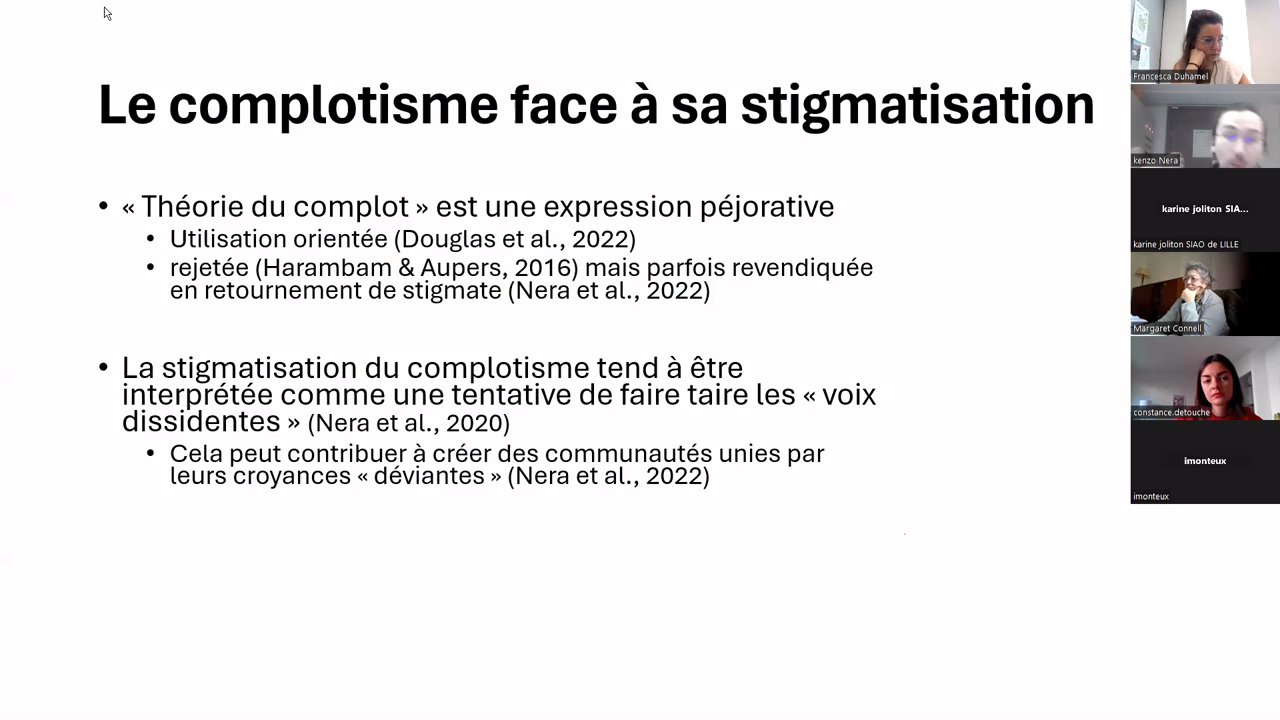 Le complotisme face à sa stigmatisation
• « Théorie du complot » est une expression péjorative
• Utilisation orientée (Douglas et al., 2022)
• rejetée (Harambam & Aupers, 2016) mais parfois revendiquée
en retournement de stigmate (Nera et al., 2022)
• La stigmatisation du complotisme tend à être
interprétée comme une tentative de faire taire les « voix
dissidentes » (Nera et al., 2020)
• Cela peut contribuer à créer des communautés unies par
leurs croyances « déviantes » (Nera et al., 2022)
Francesca Duhamel
kenzo Nera
karine joliton SIA...
karine joliton SIAO de LILLE
Margaret Connell
constance.detouche
imonteux
imonteux